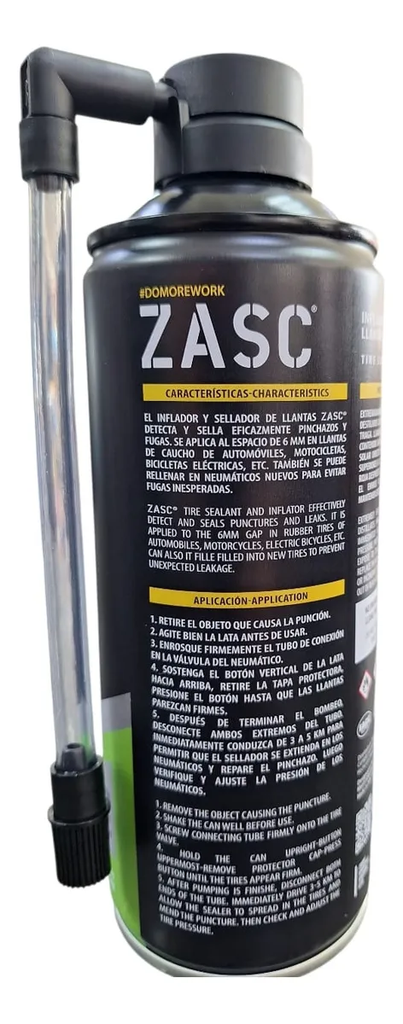 #DOMOREWORK
ZASC®
CARACTERÍSTICAS-CHARACTERISTICS
EL INFLADOR Y SELLADOR DE LLANTAS ZASC®
DETECTA Y SELLA EFICAZMENTE PINCHAZOS Y
FUGAS. SE APLICA AL ESPACIO DE 6 MM EN LLANTAS
DE CAUCHO DE AUTOMÓVILES, MOTOCICLETAS,
BICICLETAS ELÉCTRICAS, ETC. TAMBIÉN SE PUEDE
RELLENAR EN NEUMÁTICOS NUEVOS PARA EVITAR
FUGAS INESPERADAS.
ZASC® TIRE SEALANT AND INFLATOR EFFECTIVELY
DETECT AND SEALS PUNCTURES AND LEAKS. IT IS
APPLIED TO THE 6MM GAP IN RUBBER TIRES OF
AUTOMOBILES, MOTORCYCLES, ELECTRIC BICYCLES, ETC.
CAN ALSO IT FILLE FILLED INTO NEW TIRES TO PREVENT
UNEXPECTED LEAKAGE.
APLICACIÓN-APPLICATION
1. RETIRE EL OBJETO QUE CAUSA LA PUNCIÓN.
2. AGITE BIEN LA LATA ANTES DE USAR.
3. ENROSQUE FIRMEMENTE EL TUBO DE CONEXIÓN
EN LA VÁLVULA DEL NEUMÁTICO.
4. SOSTENGA EL BOTÓN VERTICAL DE LA LATA
HACIA ARRIBA, RETIRE LA TAPA PROTECTORA,
PRESIONE EL BOTÓN HASTA QUE LAS LLANTAS
PAREZCAN FIRMES.
5. DESPUÉS DE TERMINAR EL BOMBEO,
DESCONECTE AMBOS EXTREMOS DEL TUBO,
INMEDIATAMENTE CONDUZCA DE 3 A 5 KM PARA
PERMITIR QUE EL SELLADOR SE EXTIENDA EN LOS
NEUMÁTICOS Y REPARE EL PINCHAZO. LUEGO
VERIFIQUE Y AJUSTE LA PRESIÓN DE LOS
NEUMÁTICOS.
1. REMOVE THE OBJECT CAUSING THE PUNCTURE.
2. SHAKE THE CAN WELL BEFORE USE.
3. SCREW CONNECTING TUBE FIRMLY ONTO THE TIRE
VALVE.
4. HOLD THE CAN UPRIGHT-BUTTON
UPPERMOST-REMOVE PROTECTOR CAP-PRESS
BUTTON UNTIL THE TIRES APPEAR FIRM.
5. AFTER PUMPING IS FINISHE, DISCONNECT BOTH
ENDS OF THE TUBE. IMMEDIATELY DRIVE 3-5 KM TO
ALLOW THE SEALER TO SPREAD IN THE TIRES AND
MEND THE PUNCTURE. THEN CHECK AND ADJUST THE
TIRE PRESSURE.
TIRE